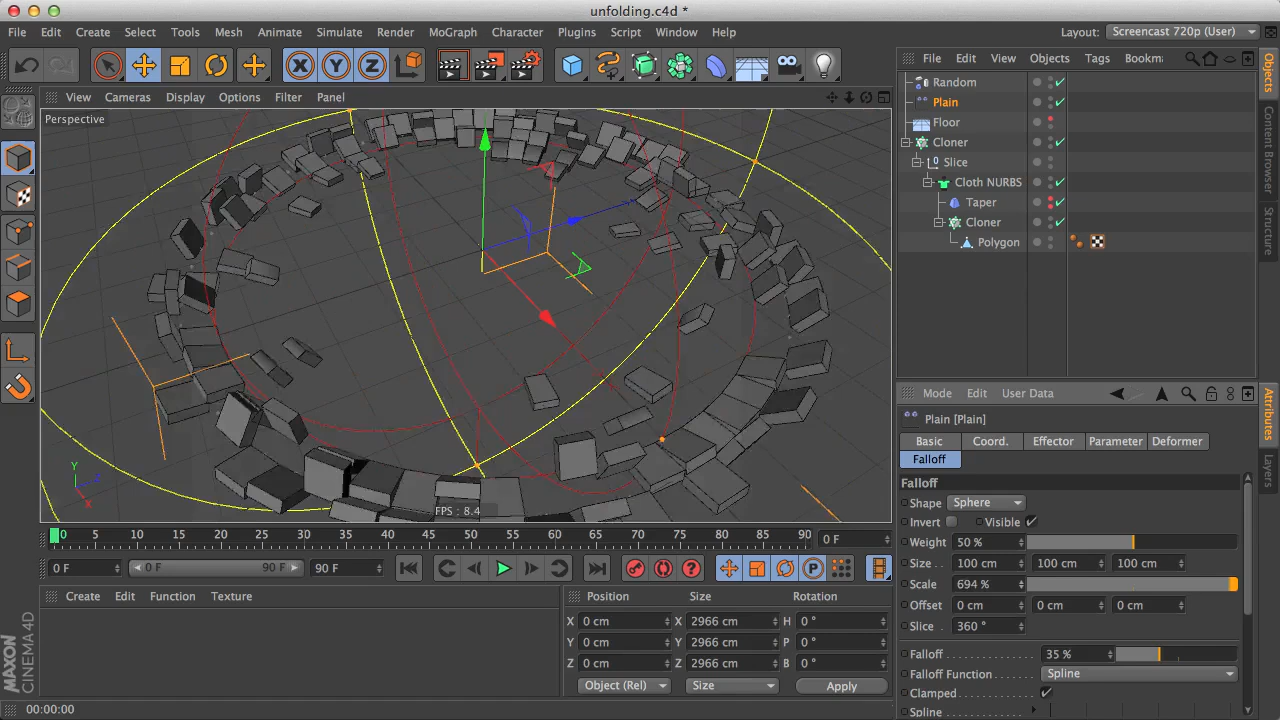 unfolding.c4d *
File Edit Create Select Tools Mesh Animate Simulate Render MoGraph Character Plugins Script Window Help
Layout: Screencast 720p (User)
File Edit View Objects Tags Bookm
View Cameras Display Options Filter Panel
Perspective
Random
Plain
Floor
Cloner
Slice
Cloth NURBS
Taper
Cloner
Polygon
Objects
Content Browser
Structure
Mode Edit User Data
Plain [Plain]
Basic Coord. Effector Parameter Deformer
Falloff
Attributes
Layers
Falloff
Shape Sphere
Invert Visible
Weight 50 %
Size 100 cm 100 cm 100 cm
Scale 694 %
Offset 0 cm 0 cm 0 cm
Slice 360 °
Falloff 35 %
Falloff Function Spline
Clamped
Spline
Y
Z
X
FPS : 8.4
0 5 10 15 20 25 30 35 40 45 50 55 60 65 70 75 80 85 90 0 F
0 F 0 F 90 F 90 F
Create Edit Function Texture
Position Size Rotation
X 0 cm X 2966 cm H 0 °
Y 0 cm Y 2966 cm P 0 °
Z 0 cm Z 2966 cm B 0 °
Object (Rel) Size Apply
MAXON
CINEMA 4D
00:00:00